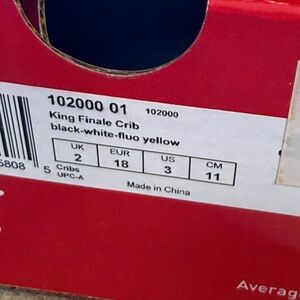 102000 01 102000
King Finale Crib
black-white-fluo yellow
UK EUR US CM
2 18 3 11
5808 5 Cribs
UPC-A
Made in China
Averag